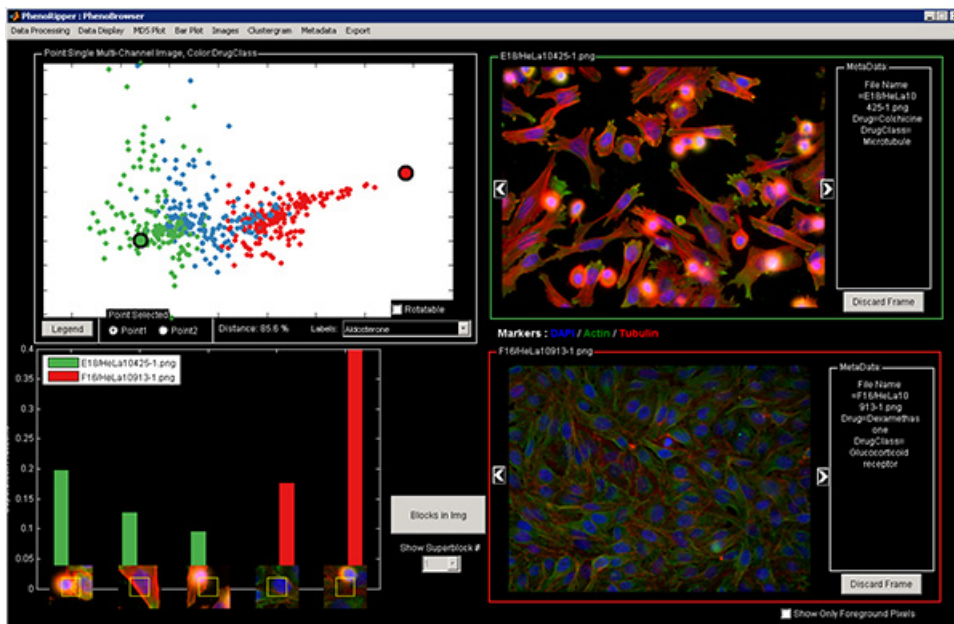 PhenoRipper : PhenoBrowser
Data Processing Data Display MDS Plot Bar Plot Images Clustergram Metadata Export
Point:Single Multi-Channel Image, Color:DrugClass
Point Selected
Legend
Point1 Point2
Distance: 85.6 %
Labels: Aldosterone
Rotatable
E18/HeLa10425-1.png
MetaData:
File Name
=E18/HeLa10
425-1.png
Drug=Colchicine
DrugClass=
Microtubule
Discard Frame
Markers : DAPI / Actin / Tubulin
0.4
0.35
0.3
0.25
0.2
0.15
0.1
0.05
0
E18/HeLa10425-1.png
F16/HeLa10913-1.png
Blocks in Img
Show Superblock #
1
F16/HeLa10913-1.png
MetaData:
File Name
=F16/HeLa10
913-1.png
Drug=Dexamethas
one
DrugClass=
Glucocorticoid
receptor
Discard Frame
Show Only Foreground Pixels